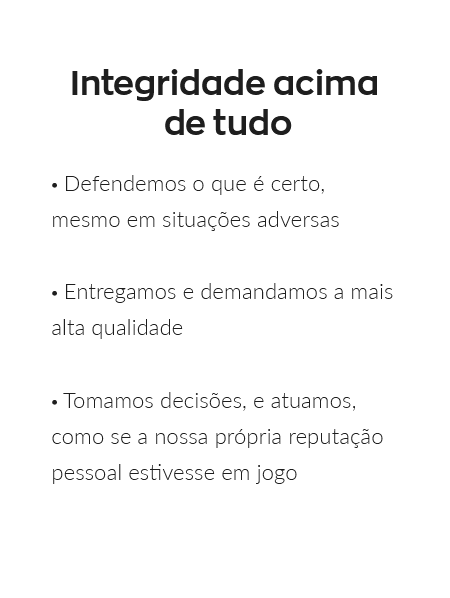 Integridade acima
de tudo
• Defendemos o que é certo,
mesmo em situações adversas
• Entregamos e demandamos a mais
alta qualidade
• Tomamos decisões, e atuamos,
como se a nossa própria reputação
pessoal estivesse em jogo